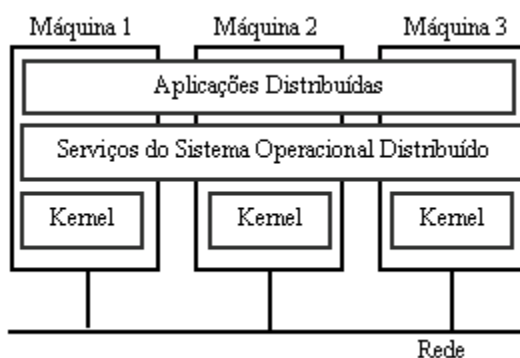 Máquina 1 Máquina 2 Máquina 3
Aplicações Distribuídas
Serviços do Sistema Operacional Distribuído
Kernel Kernel Kernel
Rede